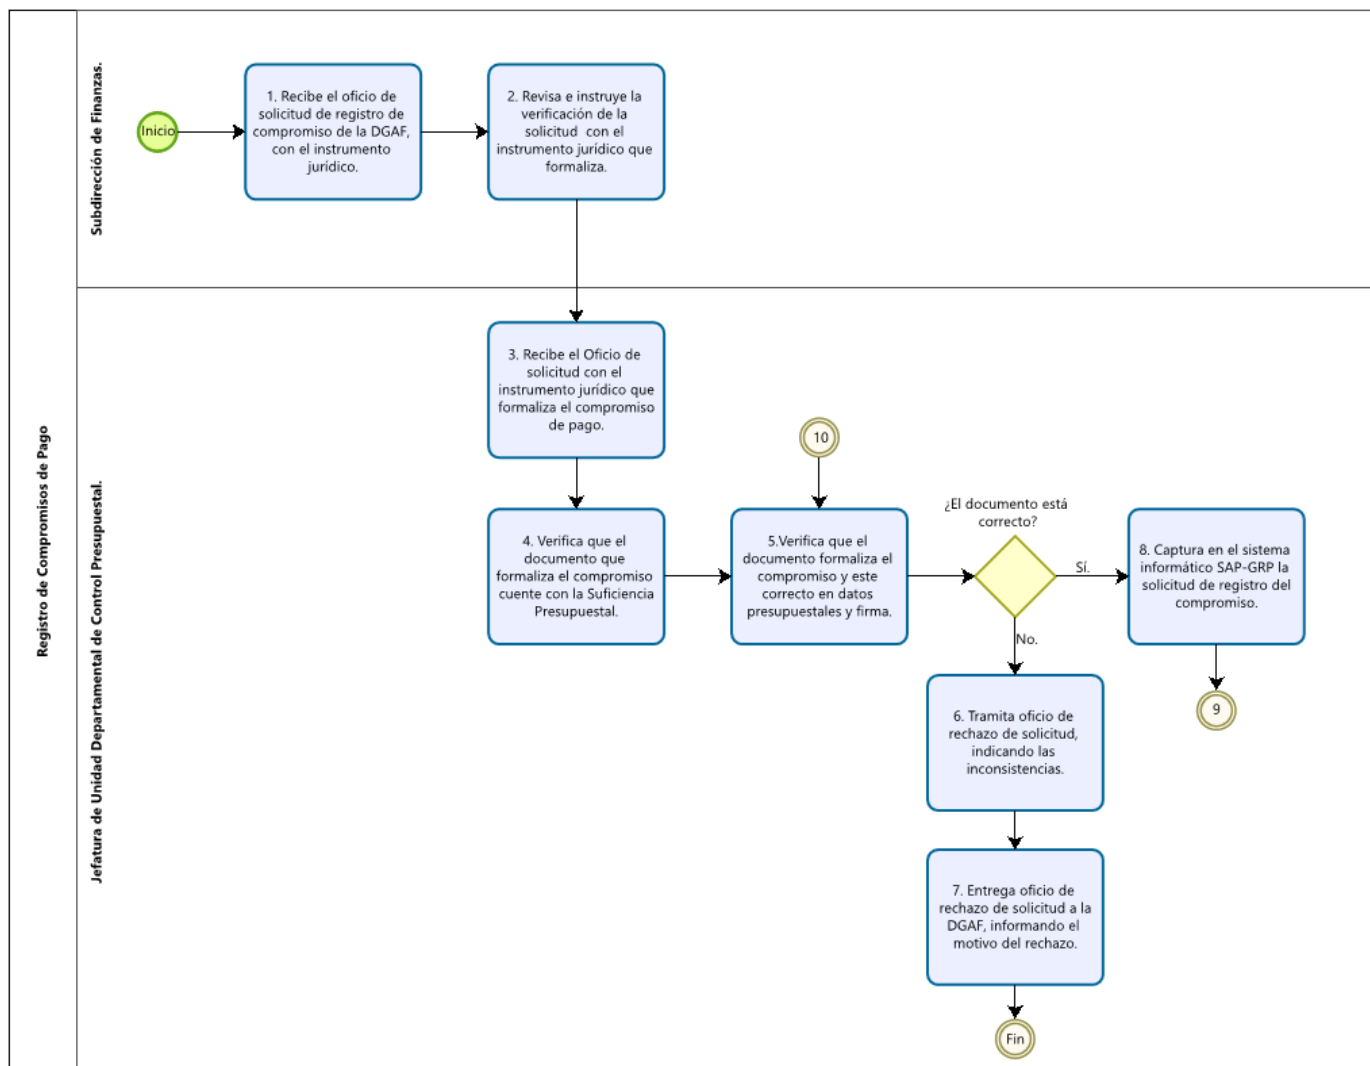 Registro de Compromisos de Pago
Subdirección de Finanzas.
Inicio
1. Recibe el oficio de
solicitud de registro de
compromiso de la DGAF,
con el instrumento
jurídico.
2. Revisa e instruye la
verificación de la
solicitud con el
instrumento jurídico que
formaliza.
Jefatura de Unidad Departamental de Control Presupuestal.
3. Recibe el Oficio de
solicitud con el
instrumento jurídico que
formaliza el compromiso
de pago.
4. Verifica que el
documento que
formaliza el compromiso
cuente con la Suficiencia
Presupuestal.
10
5.Verifica que el
documento formaliza el
compromiso y este
correcto en datos
presupuestales y firma.
¿El documento está
correcto?
Sí.
No.
8. Captura en el sistema
informático SAP-GRP la
solicitud de registro del
compromiso.
9
6. Tramita oficio de
rechazo de solicitud,
indicando las
inconsistencias.
7. Entrega oficio de
rechazo de solicitud a la
DGAF, informando el
motivo del rechazo.
Fin